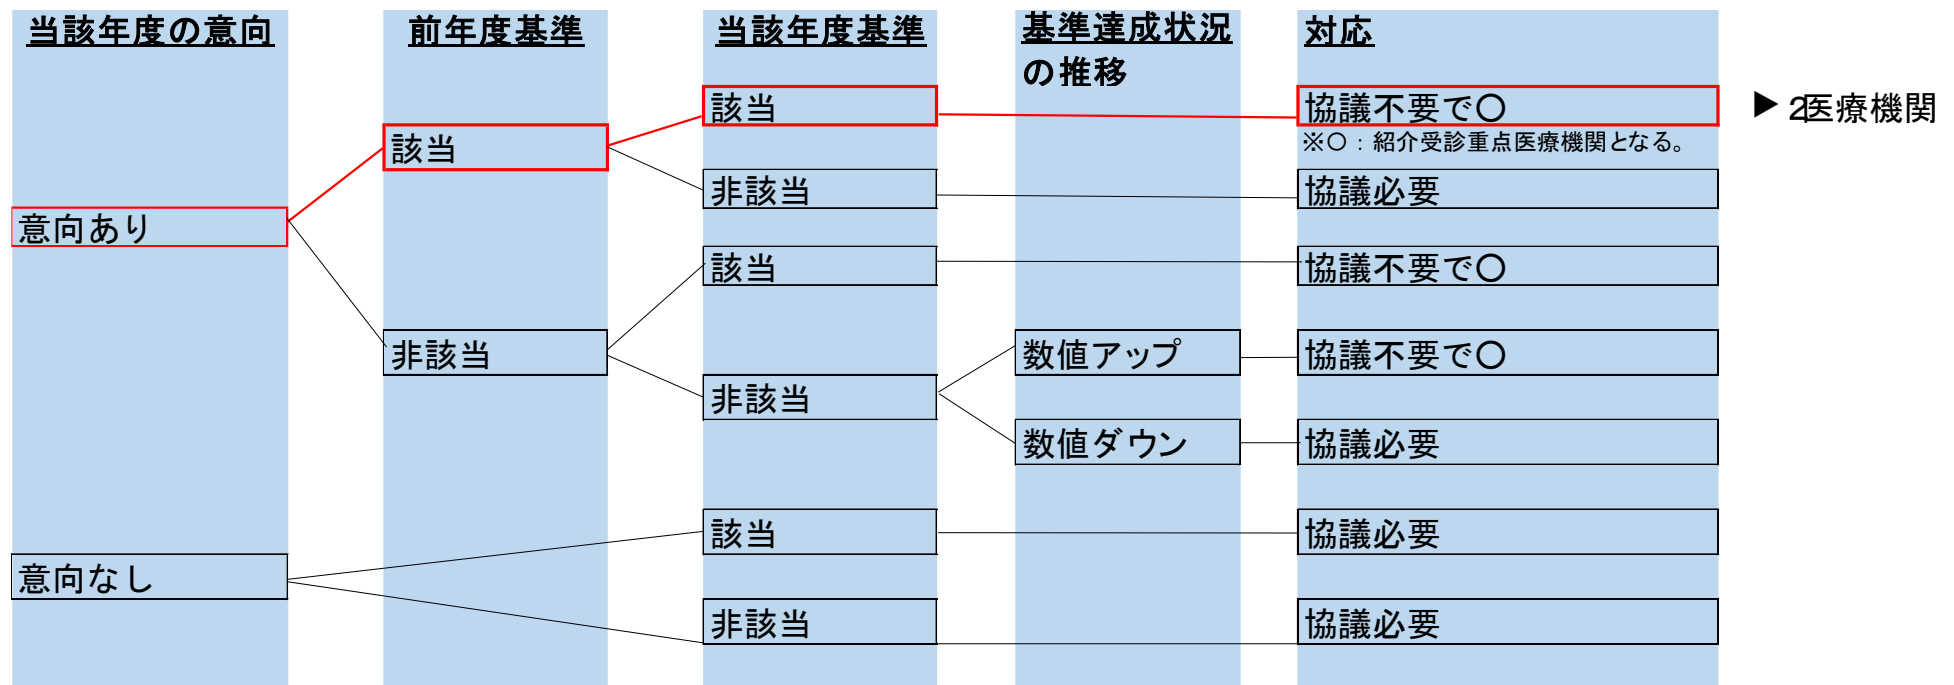 当該年度の意向
前年度基準
当該年度基準
基準達成状況
の推移
対応
該当
協議不要で〇
▶ 2医療機関
該当
※〇：紹介受診重点医療機関となる。
非該当
協議必要
意向あり
該当
協議不要で〇
非該当
数値アップ
協議不要で〇
非該当
数値ダウン
協議必要
該当
協議必要
意向なし
非該当
協議必要